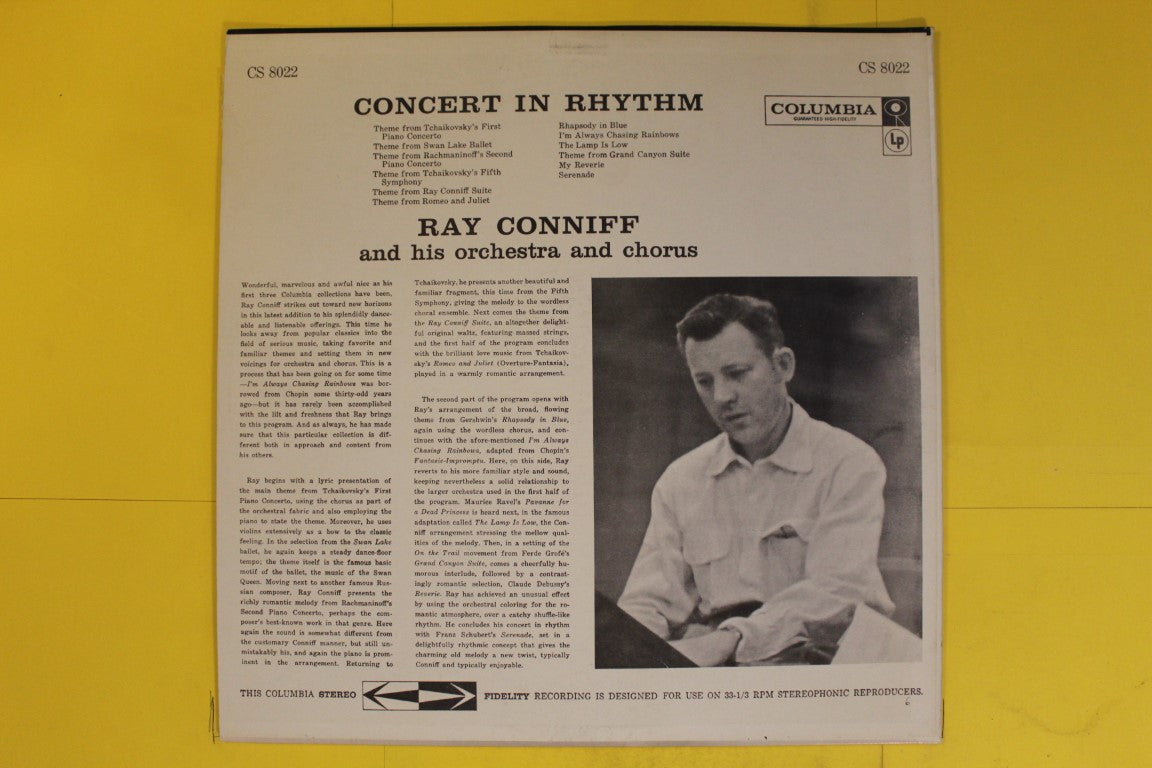 CS 8022
CS 8022
CONCERT IN RHYTHM
COLUMBIA
GUARANTEED HIGH-FIDELITY
Lp
Theme from Tchaikovsky's First
Piano Concerto
Theme from Swan Lake Ballet
Theme from Rachmaninoff's Second
Piano Concerto
Theme from Tchaikovsky's Fifth
Symphony
Theme from Ray Conniff Suite
Theme from Romeo and Juliet
Rhapsody in Blue
I'm Always Chasing Rainbows
The Lamp Is Low
Theme from Grand Canyon Suite
My Reverie
Serenade
RAY CONNIFF
and his orchestra and chorus
Wonderful, marvelous and awful nice as his
first three Columbia collections have been,
Ray Conniff strikes out toward new horizons
in this latest addition to his splendidly dance-
able and listenable offerings. This time he
looks away from popular classics into the
field of serious music, taking favorite and
familiar themes and setting them in new
voicings for orchestra and chorus. This is a
process that has been going on for some time
—I'm Always Chasing Rainbows was bor-
rowed from Chopin some thirty-odd years
ago—but it has rarely been accomplished
with the lilt and freshness that Ray brings
to this program. And as always, he has made
sure that this particular collection is dif-
ferent both in approach and content from
his others.
Ray begins with a lyric presentation of
the main theme from Tchaikovsky's First
Piano Concerto, using the chorus as part of
the orchestral fabric and also employing the
piano to state the theme. Moreover, he uses
violins extensively as a bow to the classic
feeling. In the selection from the Swan Lake
ballet, he again keeps a steady dance-floor
tempo; the theme itself is the famous basic
motif of the ballet, the music of the Swan
Queen. Moving next to another famous Rus-
sian composer, Ray Conniff presents the
richly romantic melody from Rachmaninoff's
Second Piano Concerto, perhaps the com-
poser's best-known work in that genre. Here
again the sound is somewhat different from
the customary Conniff manner, but still un-
mistakably his, and again the piano is prom-
inent in the arrangement. Returning to
Tchaikovsky, he presents another beautiful and
familiar fragment, this time from the Fifth
Symphony, giving the melody to the wordless
choral ensemble. Next comes the theme from
the Ray Conniff Suite, an altogether delight-
ful original waltz, featuring massed strings,
and the first half of the program concludes
with the brilliant love music from Tchaikov-
sky's Romeo and Juliet (Overture-Fantasia),
played in a warmly romantic arrangement.
The second part of the program opens with
Ray's arrangement of the broad, flowing
theme from Gershwin's Rhapsody in Blue,
again using the wordless chorus, and con-
tinues with the afore-mentioned I'm Always
Chasing Rainbows, adapted from Chopin's
Fantasie-Impromptu. Here, on this side, Ray
reverts to his more familiar style and sound,
keeping nevertheless a solid relationship to
the larger orchestra used in the first half of
the program. Maurice Ravel's Pavanne for
a Dead Princess is heard next, in the famous
adaptation called The Lamp Is Low, the Con-
niff arrangement stressing the mellow qual-
ities of the melody. Then, in a setting of the
On the Trail movement from Ferde Grofé's
Grand Canyon Suite, comes a cheerfully hu-
morous interlude, followed by a contrast-
ingly romantic selection, Claude Debussy's
Reverie. Ray has achieved an unusual effect
by using the orchestral coloring for the ro-
mantic atmosphere, over a catchy shuffle-like
rhythm. He concludes his concert in rhythm
with Franz Schubert's Serenade, set in a
delightfully rhythmic concept that gives the
charming old melody a new twist, typically
Conniff and typically enjoyable.
THIS COLUMBIA STEREO FIDELITY RECORDING IS DESIGNED FOR USE ON 33-1/3 RPM STEREOPHONIC REPRODUCERS.